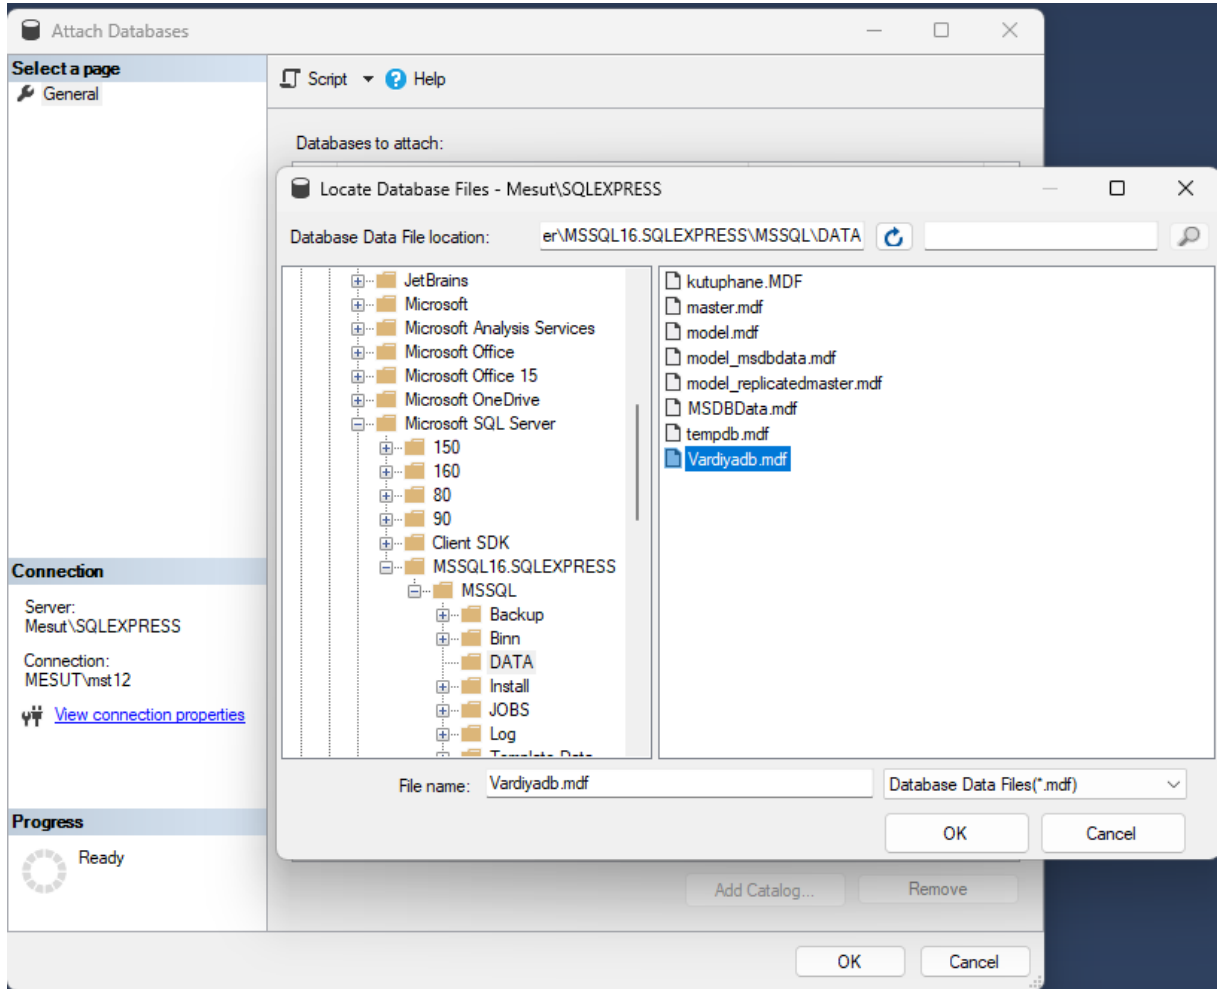 Attach Databases
Select a page
General
Script
Help
Databases to attach:
Locate Database Files - Mesut\SQLEXPRESS
Database Data File location:
er\MSSQL16.SQLEXPRESS\MSSQL\DATA
JetBrains
Microsoft
Microsoft Analysis Services
Microsoft Office
Microsoft Office 15
Microsoft OneDrive
Microsoft SQL Server
150
160
80
90
Client SDK
MSSQL16.SQLEXPRESS
MSSQL
Backup
Binn
DATA
Install
JOBS
Log
Template Data
kutuphane.MDF
master.mdf
model.mdf
model_msdbdata.mdf
model_replicatedmaster.mdf
MSDBData.mdf
tempdb.mdf
Vardiyadb.mdf
File name:
Vardiyadb.mdf
Database Data Files(*.mdf)
OK
Cancel
Connection
Server:
Mesut\SQLEXPRESS
Connection:
MESUT\mst12
View connection properties
Progress
Ready
Add Catalog...
Remove
OK
Cancel